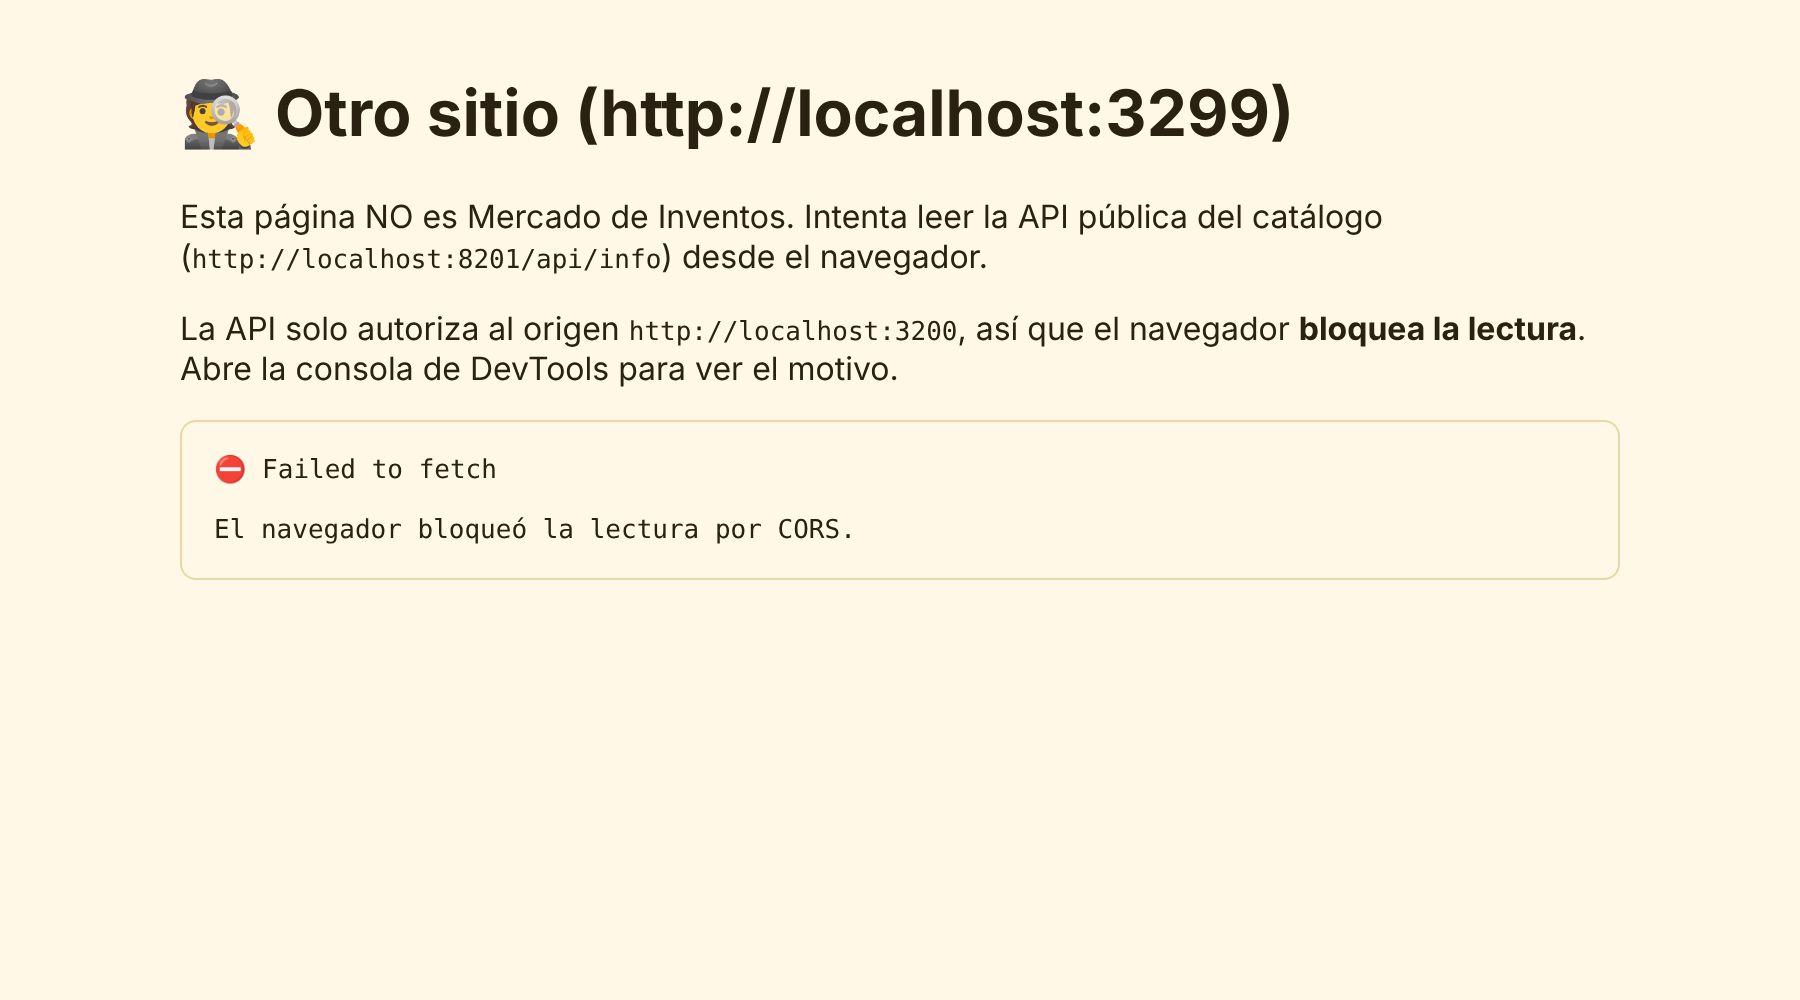 🕵️ Otro sitio (http://localhost:3299)
Esta página NO es Mercado de Inventos. Intenta leer la API pública del catálogo
(http://localhost:8201/api/info) desde el navegador.
La API solo autoriza al origen http://localhost:3200, así que el navegador bloquea la lectura.
Abre la consola de DevTools para ver el motivo.
⛔ Failed to fetch
El navegador bloqueó la lectura por CORS.